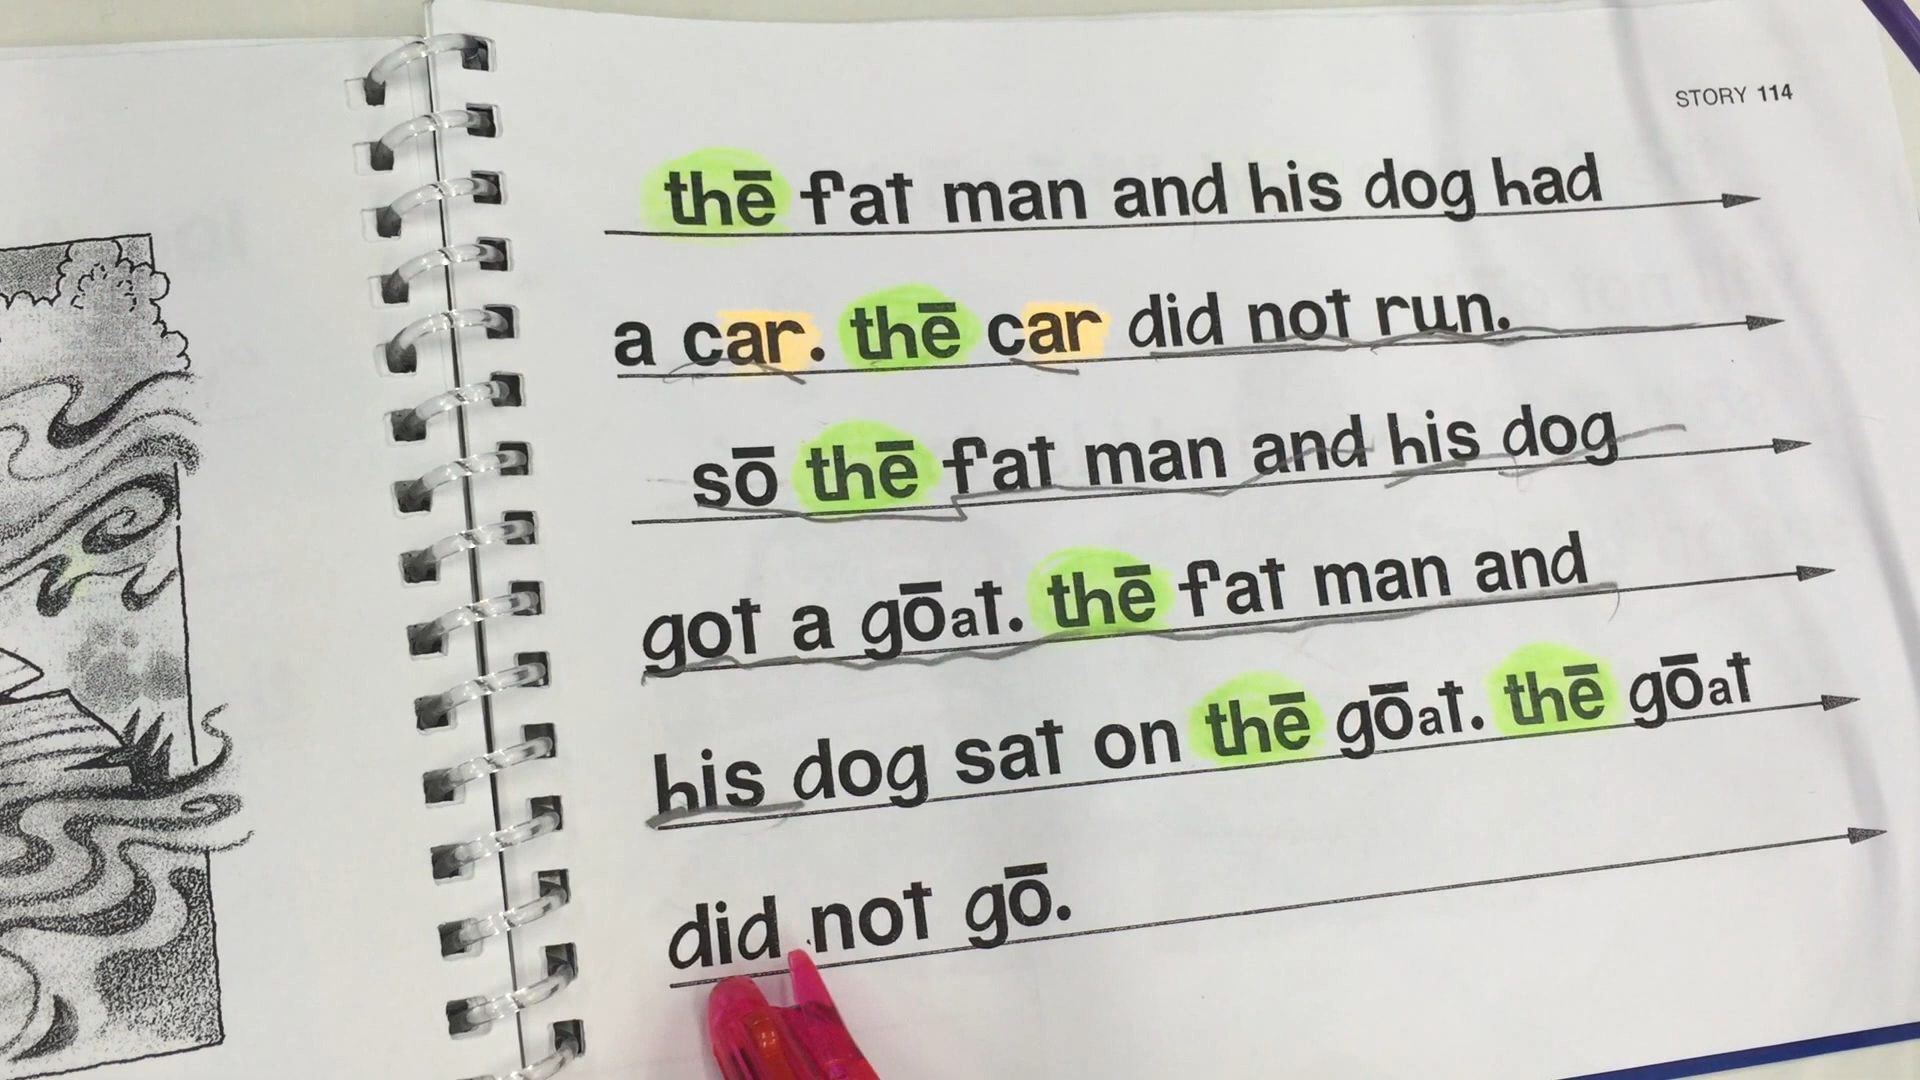 STORY 114
thē fat man and his dog had
a car. thē car did not run.
sō thē fat man and his dog
got a gōat. thē fat man and
his dog sat on thē gōat. thē gōat
did not gō.